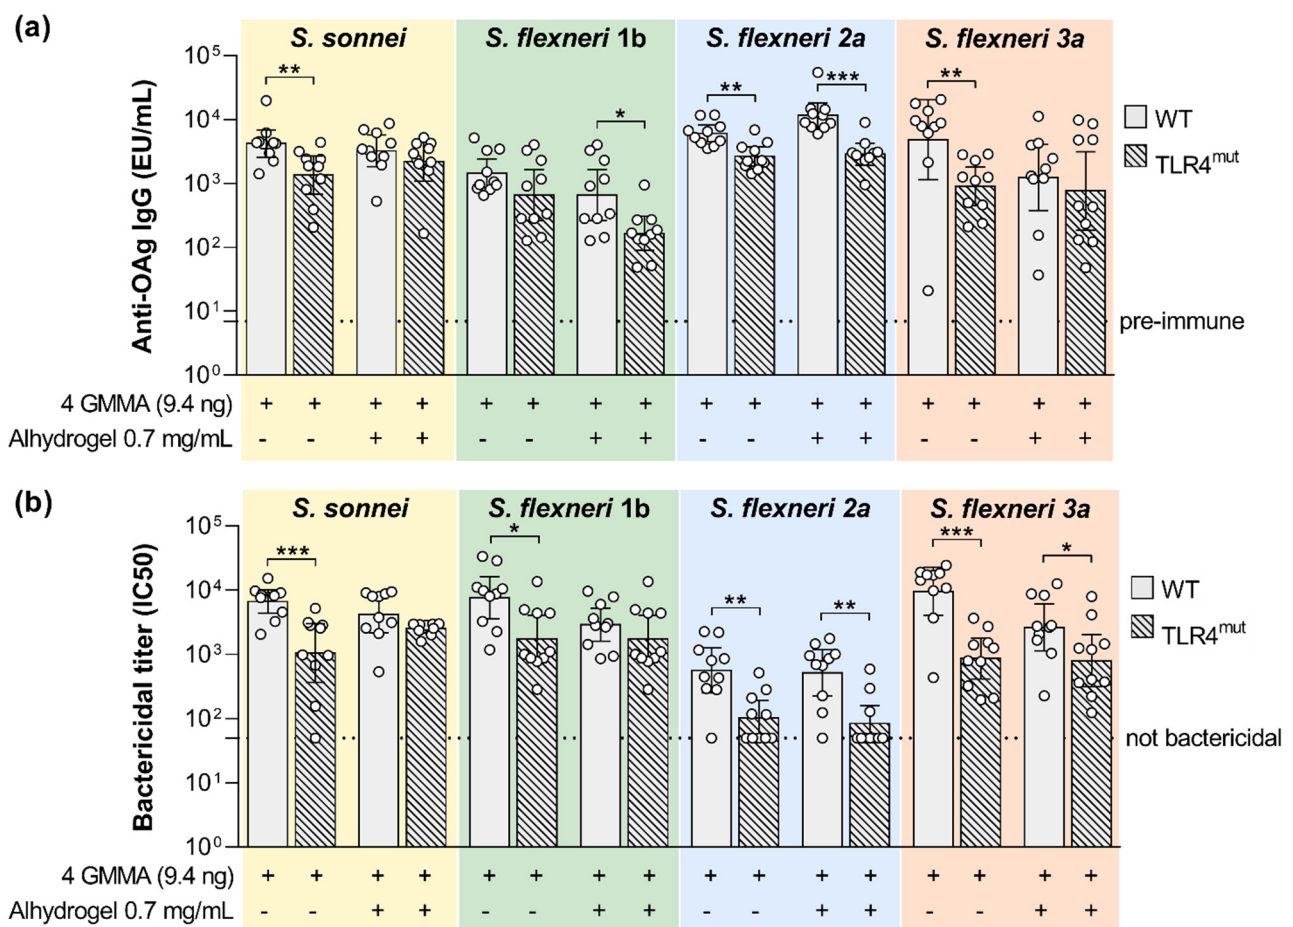 (a)
S. sonnei S. flexneri 1b S. flexneri 2a S. flexneri 3a
Anti-OAg IgG (EU/mL)
10⁵
10⁴
10³
10²
10¹
10⁰
** * ** *** **
WT
TLR4mut
pre-immune
4 GMMA (9.4 ng) + + + + + + + + + + + + + + + +
Alhydrogel 0.7 mg/mL - - + + - - + + - - + + - - + +
(b)
S. sonnei S. flexneri 1b S. flexneri 2a S. flexneri 3a
Bactericidal titer (IC50)
10⁵
10⁴
10³
10²
10¹
10⁰
*** * ** ** *** *
WT
TLR4mut
not bactericidal
4 GMMA (9.4 ng) + + + + + + + + + + + + + + + +
Alhydrogel 0.7 mg/mL - - + + - - + + - - + + - - + +